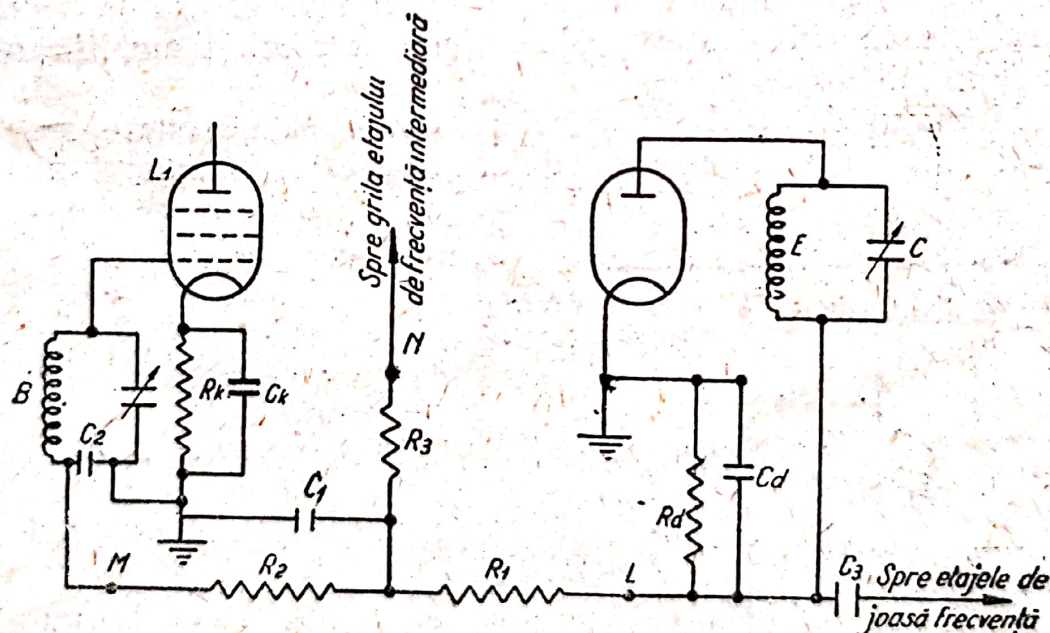 L1
Spre grila etajului
de frecvență intermediară
E
C
N
B
Rk
Ck
C2
R3
C1
Cd
Rd
M
R2
R1
L
C3
Spre etajele de
joasă frecvență